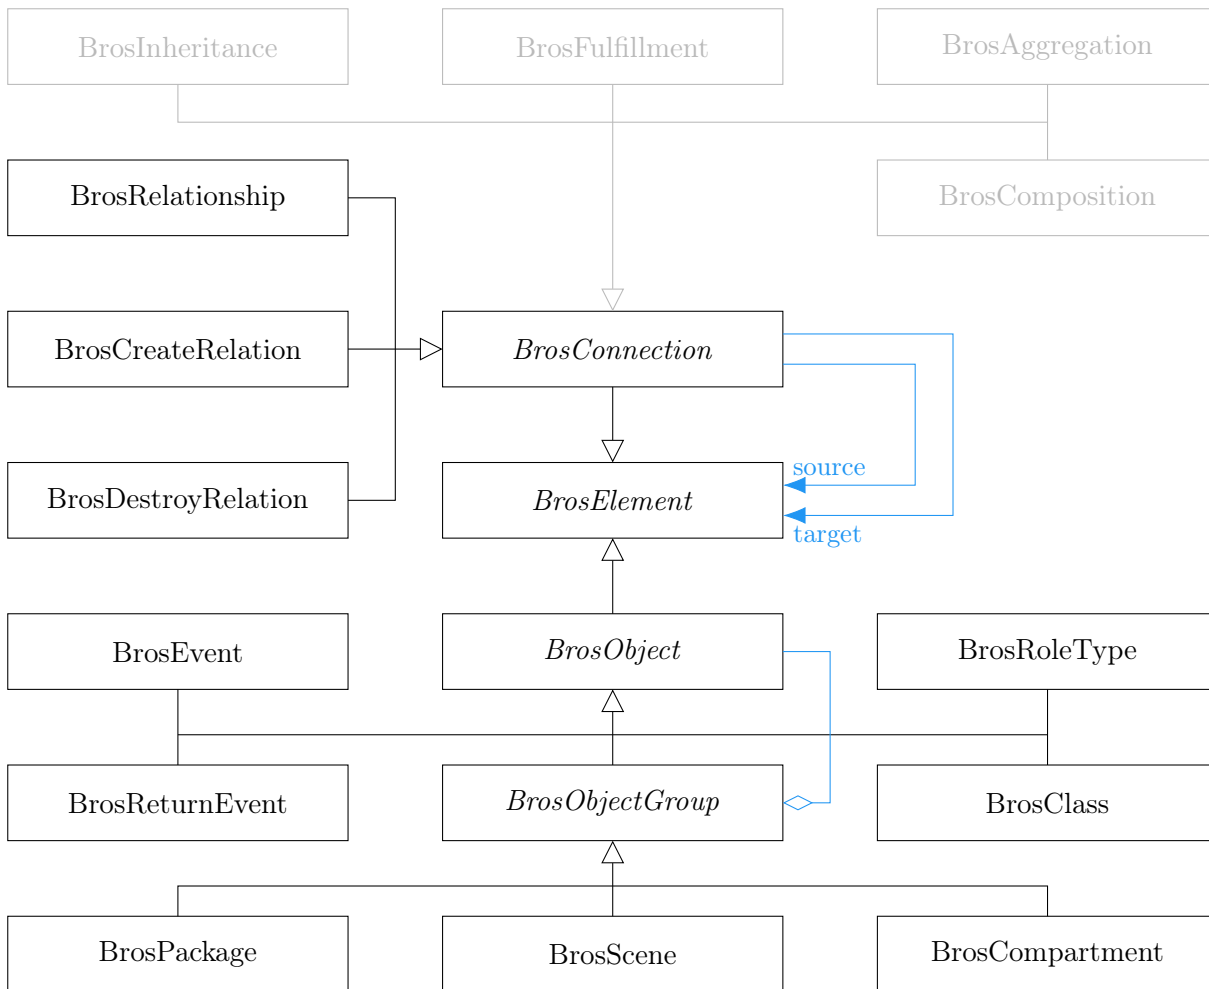 BrosInheritance
BrosFulfillment
BrosAggregation
BrosRelationship
BrosComposition
BrosCreateRelation
BrosConnection
BrosDestroyRelation
BrosElement
source
target
BrosEvent
BrosObject
BrosRoleType
BrosReturnEvent
BrosObjectGroup
BrosClass
BrosPackage
BrosScene
BrosCompartment